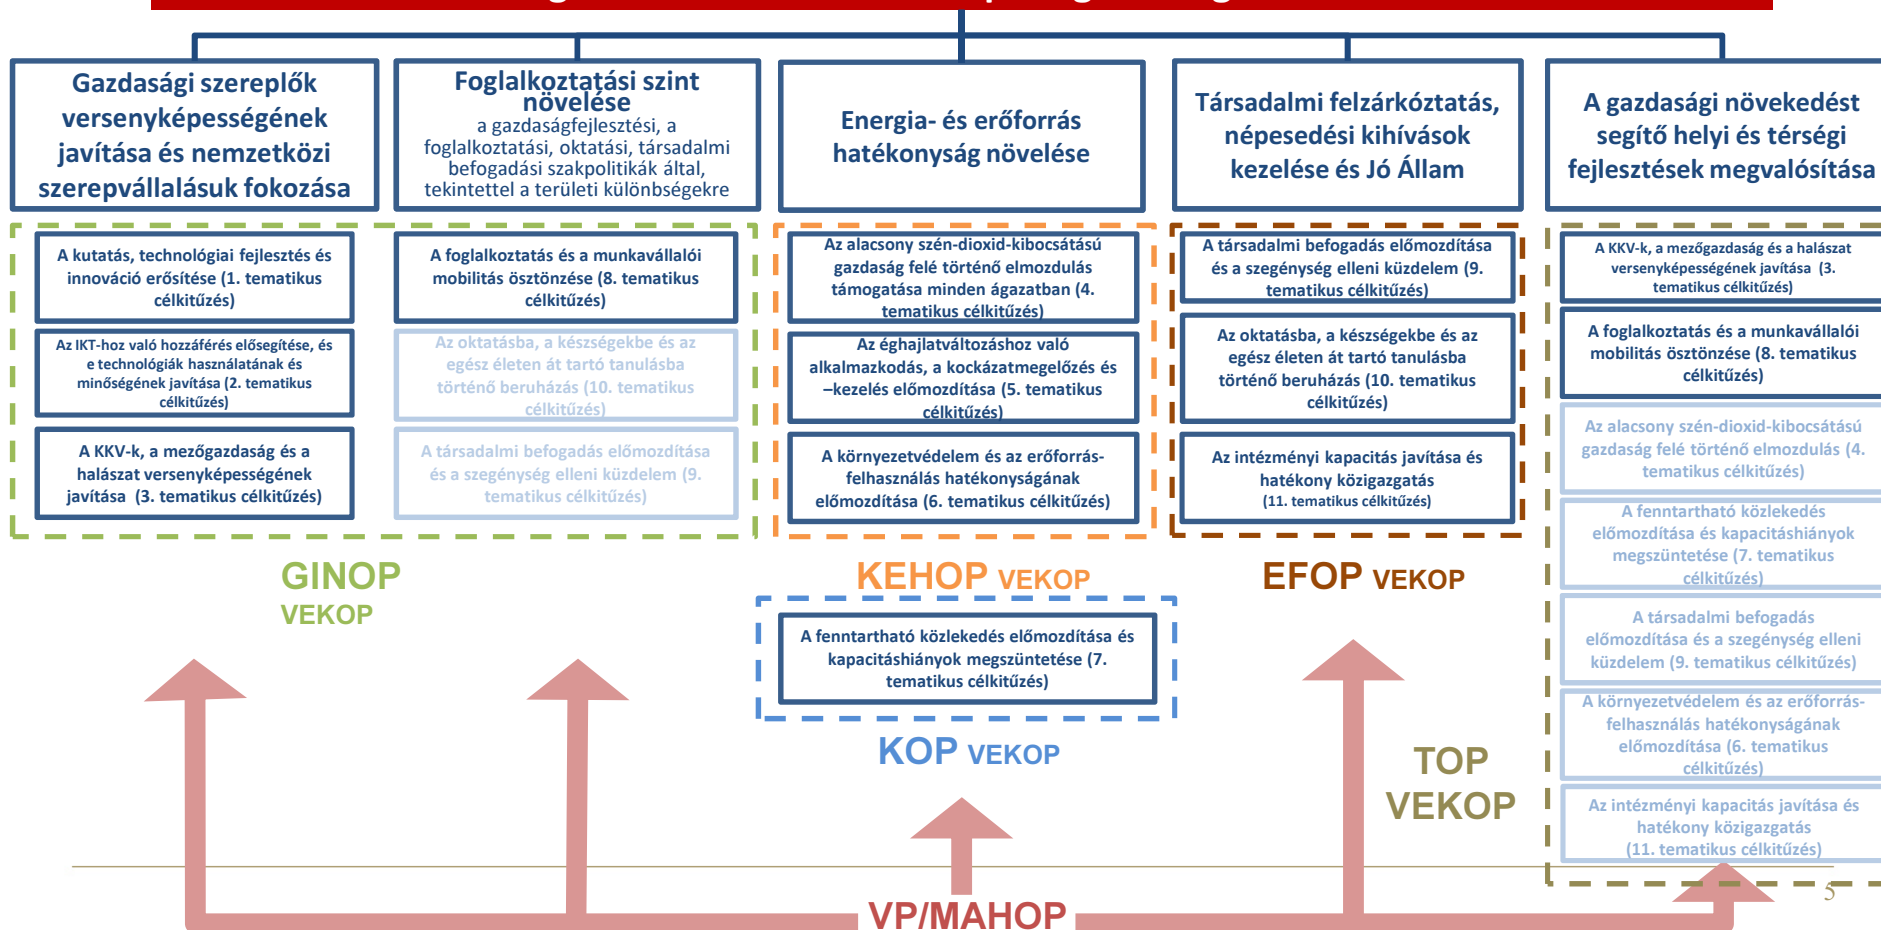 Gazdasági szereplők
versenyképességének
javítása és nemzetközi
szerepvállalásuk fokozása
Foglalkoztatási szint
növelése
a gazdaságfejlesztési, a
foglalkoztatási, oktatási, társadalmi
befogadási szakpolitikák által,
tekintettel a területi különbségekre
Energia- és erőforrás
hatékonyság növelése
Társadalmi felzárkóztatás,
népesedési kihívások
kezelése és Jó Állam
A gazdasági növekedést
segítő helyi és térségi
fejlesztések megvalósítása
A kutatás, technológiai fejlesztés és
innováció erősítése (1. tematikus
célkitűzés)
Az IKT-hoz való hozzáférés elősegítése, és
e technológiák használatának és
minőségének javítása (2. tematikus
célkitűzés)
A KKV-k, a mezőgazdaság és a
halászat versenyképességének
javítása (3. tematikus célkitűzés)
A foglalkoztatás és a munkavállalói
mobilitás ösztönzése (8. tematikus
célkitűzés)
Az oktatásba, a készségekbe és az
egész életen át tartó tanulásba
történő beruházás (10. tematikus
célkitűzés)
A társadalmi befogadás előmozdítása
és a szegénység elleni küzdelem (9.
tematikus célkitűzés)
GINOP
VEKOP
Az alacsony szén-dioxid-kibocsátású
gazdaság felé történő elmozdulás
támogatása minden ágazatban (4.
tematikus célkitűzés)
Az éghajlatváltozáshoz való
alkalmazkodás, a kockázatmegelőzés és
–kezelés előmozdítása (5. tematikus
célkitűzés)
A környezetvédelem és az erőforrás-
felhasználás hatékonyságának
előmozdítása (6. tematikus célkitűzés)
KEHOP VEKOP
A fenntartható közlekedés előmozdítása és
kapacitáshiányok megszüntetése (7.
tematikus célkitűzés)
KOP VEKOP
A társadalmi befogadás előmozdítása
és a szegénység elleni küzdelem (9.
tematikus célkitűzés)
Az oktatásba, a készségekbe és az
egész életen át tartó tanulásba
történő beruházás (10. tematikus
célkitűzés)
Az intézményi kapacitás javítása és
hatékony közigazgatás
(11. tematikus célkitűzés)
EFOP VEKOP
A KKV-k, a mezőgazdaság és a halászat
versenyképességének javítása (3.
tematikus célkitűzés)
A foglalkoztatás és a munkavállalói
mobilitás ösztönzése (8. tematikus
célkitűzés)
Az alacsony szén-dioxid-kibocsátású
gazdaság felé történő elmozdulás (4.
tematikus célkitűzés)
A fenntartható közlekedés
előmozdítása és kapacitáshiányok
megszüntetése (7. tematikus
célkitűzés)
A társadalmi befogadás
előmozdítása és a szegénység elleni
küzdelem (9. tematikus célkitűzés)
A környezetvédelem és az erőforrás-
felhasználás hatékonyságának
előmozdítása (6. tematikus
célkitűzés)
Az intézményi kapacitás javítása és
hatékony közigazgatás
(11. tematikus célkitűzés)
TOP
VEKOP
VP/MAHOP
5